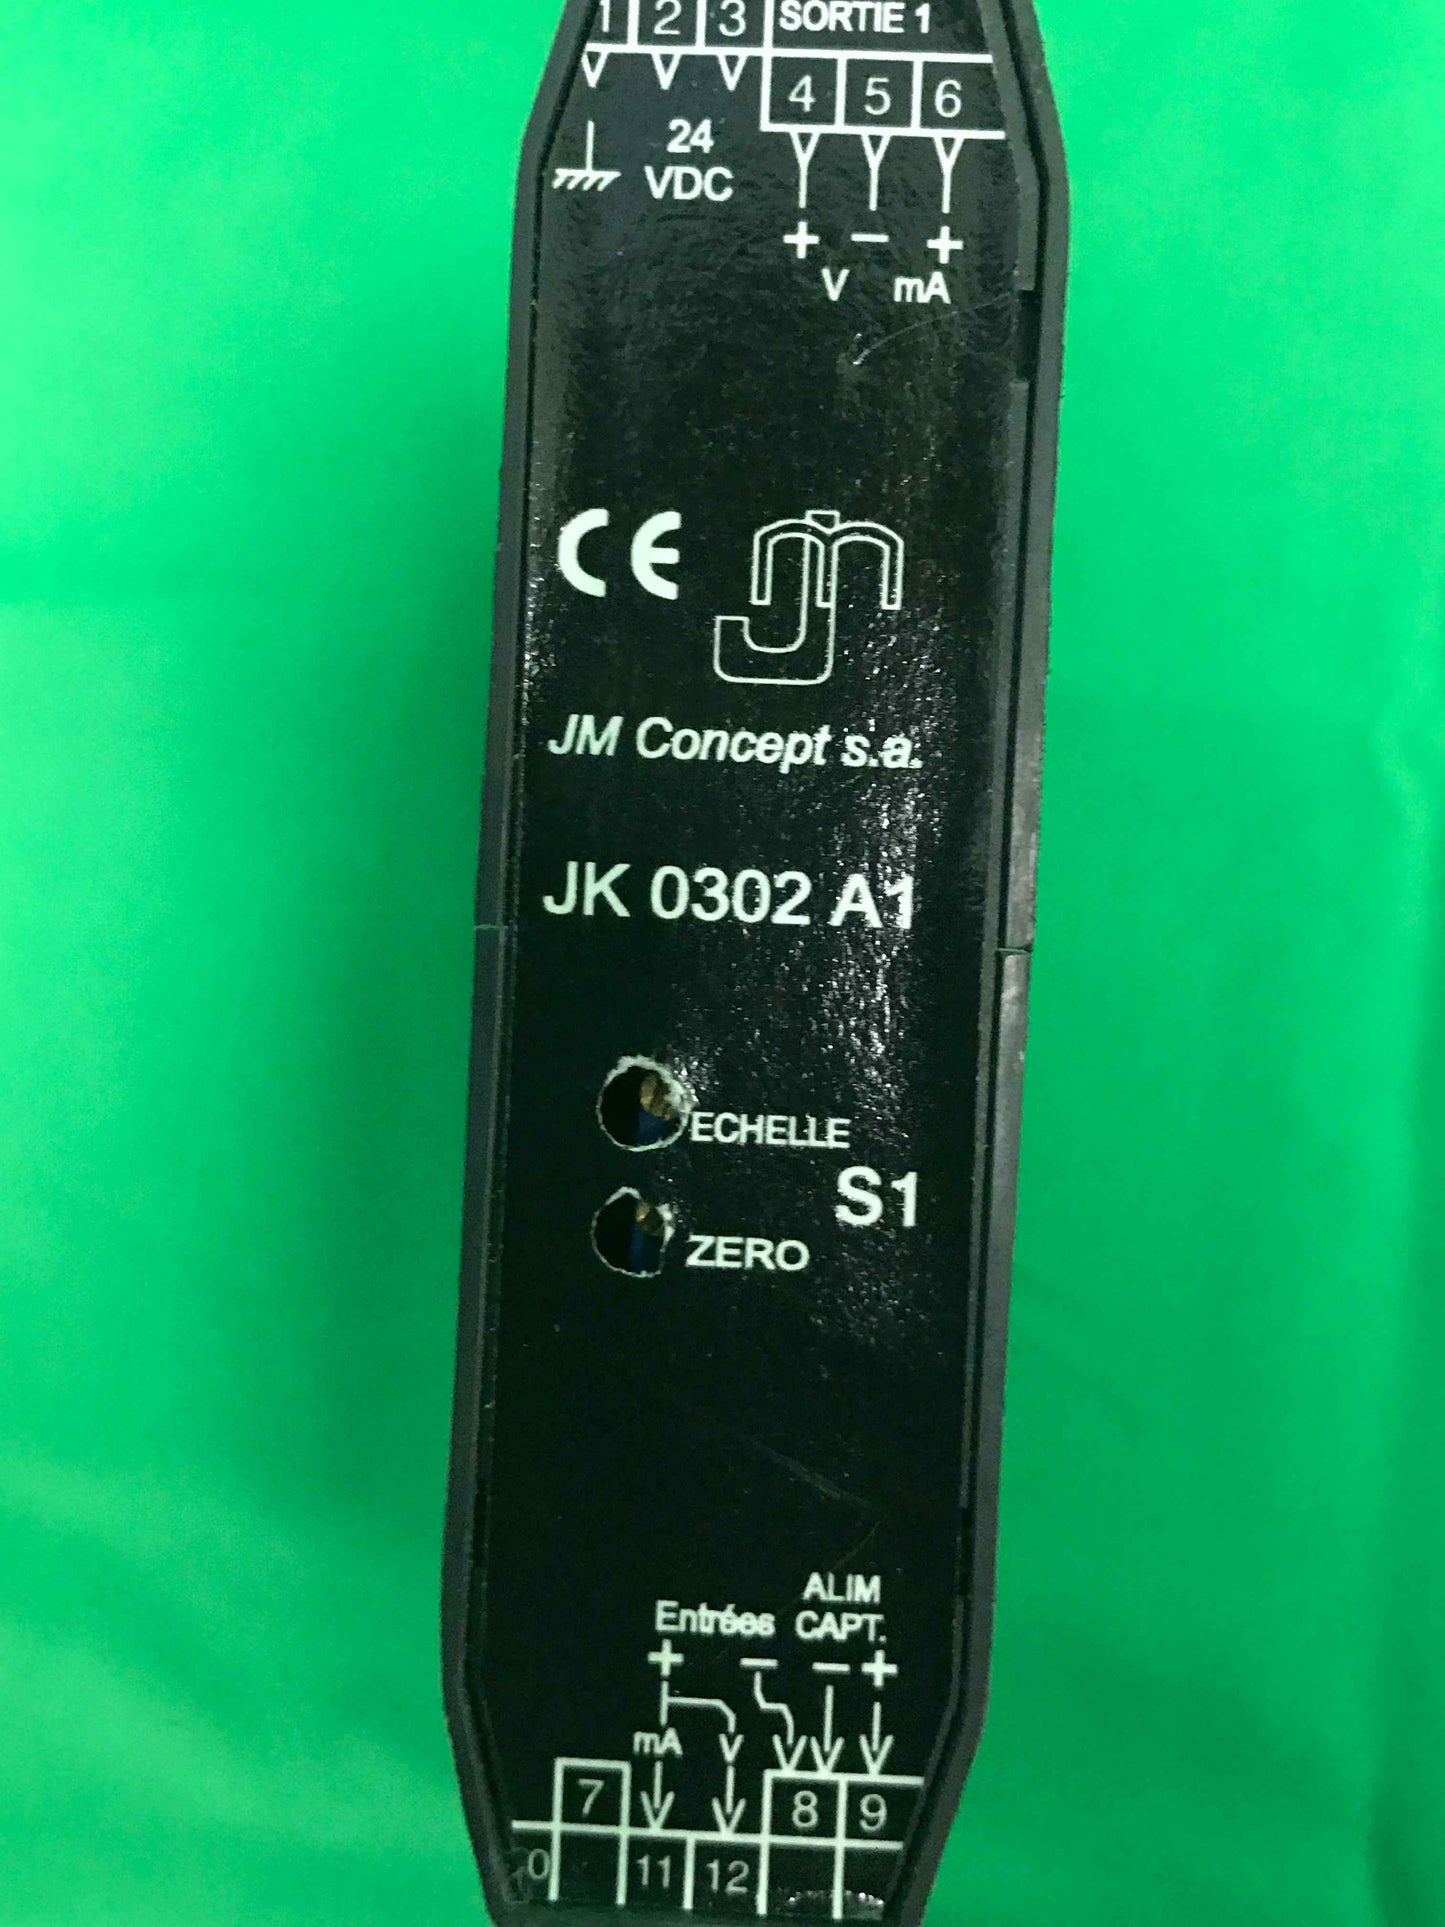 1 2 3 SORTIE 1
4 5 6
24
VDC
+ − +
V mA
CE
JM Concept s.a.
JK 0302 A1
ECHELLE
S1
ZERO
ALIM
Entrées CAPT.
+ − − +
mA V
7 8 9
10 11 12